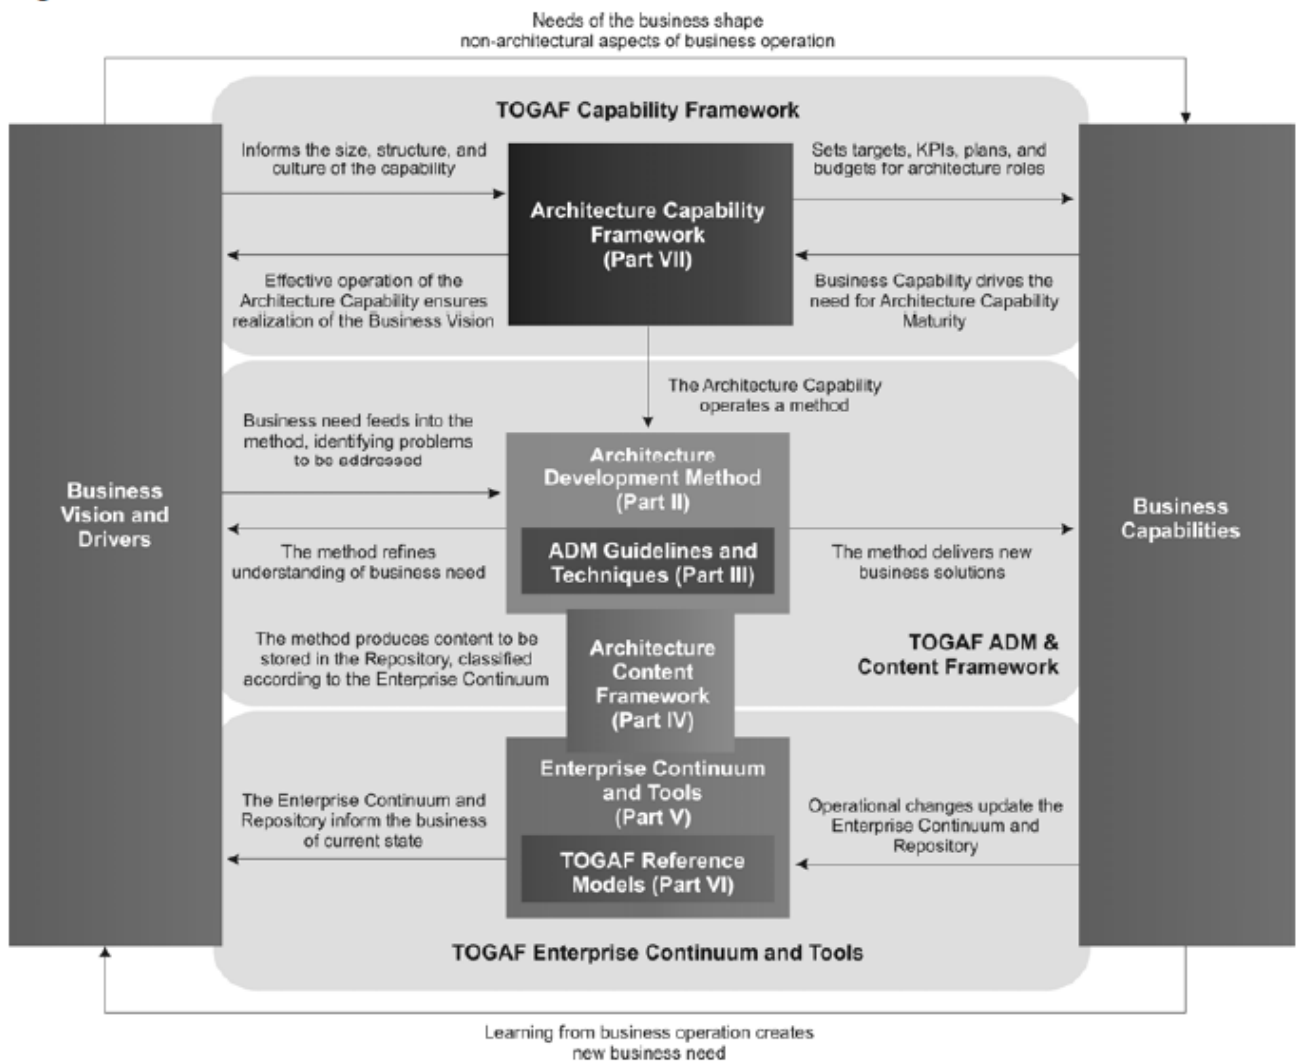 Needs of the business shape
non-architectural aspects of business operation
TOGAF Capability Framework
Informs the size, structure, and
culture of the capability
Sets targets, KPIs, plans, and
budgets for architecture roles
Architecture Capability
Framework
(Part VII)
Effective operation of the
Architecture Capability ensures
realization of the Business Vision
Business Capability drives the
need for Architecture Capability
Maturity
The Architecture Capability
operates a method
Business need feeds into the
method, identifying problems
to be addressed
Architecture
Development Method
(Part II)
Business
Vision and
Drivers
Business
Capabilities
ADM Guidelines and
Techniques (Part III)
The method refines
understanding of business need
The method delivers new
business solutions
The method produces content to be
stored in the Repository, classified
according to the Enterprise Continuum
Architecture
Content
Framework
(Part IV)
TOGAF ADM &
Content Framework
Enterprise Continuum
and Tools
(Part V)
The Enterprise Continuum and
Repository inform the business
of current state
Operational changes update the
Enterprise Continuum and
Repository
TOGAF Reference
Models (Part VI)
TOGAF Enterprise Continuum and Tools
Learning from business operation creates
new business need